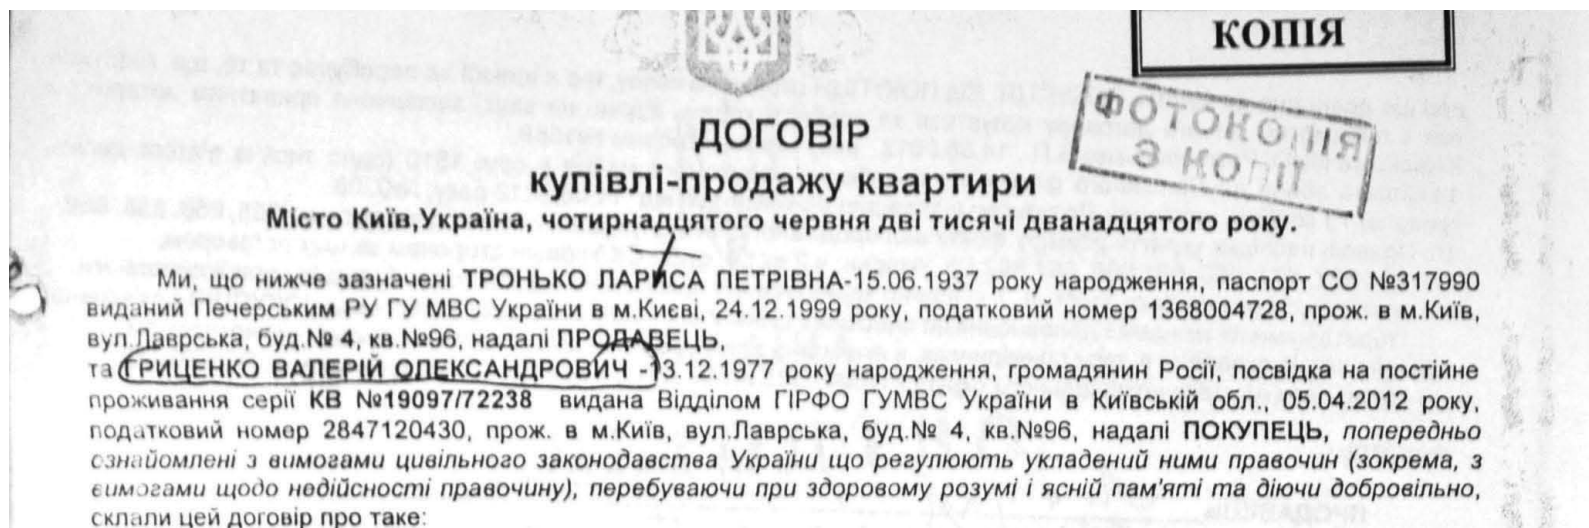 КОПІЯ
ФОТОКОПІЯ
З КОПІЇ
ДОГОВІР
купівлі-продажу квартири
Місто Київ,Україна, чотирнадцятого червня дві тисячі дванадцятого року.
Ми, що нижче зазначені ТРОНЬКО ЛАРИСА ПЕТРІВНА-15.06.1937 року народження, паспорт СО №317990
виданий Печерським РУ ГУ МВС України в м.Києві, 24.12.1999 року, податковий номер 1368004728, прож. в м.Київ,
вул.Лаврська, буд.№ 4, кв.№96, надалі ПРОДАВЕЦЬ,
та ГРИЦЕНКО ВАЛЕРІЙ ОЛЕКСАНДРОВИЧ -13.12.1977 року народження, громадянин Росії, посвідка на постійне
проживання серії КВ №19097/72238 видана Відділом ГІРФО ГУМВС України в Київській обл., 05.04.2012 року,
податковий номер 2847120430, прож. в м.Київ, вул.Лаврська, буд.№ 4, кв.№96, надалі ПОКУПЕЦЬ, попередньо
ознайомлені з вимогами цивільного законодавства України що регулюють укладений ними правочин (зокрема, з
вимогами щодо недійсності правочину), перебуваючи при здоровому розумі і ясній пам'яті та діючи добровільно,
склали цей договір про таке: